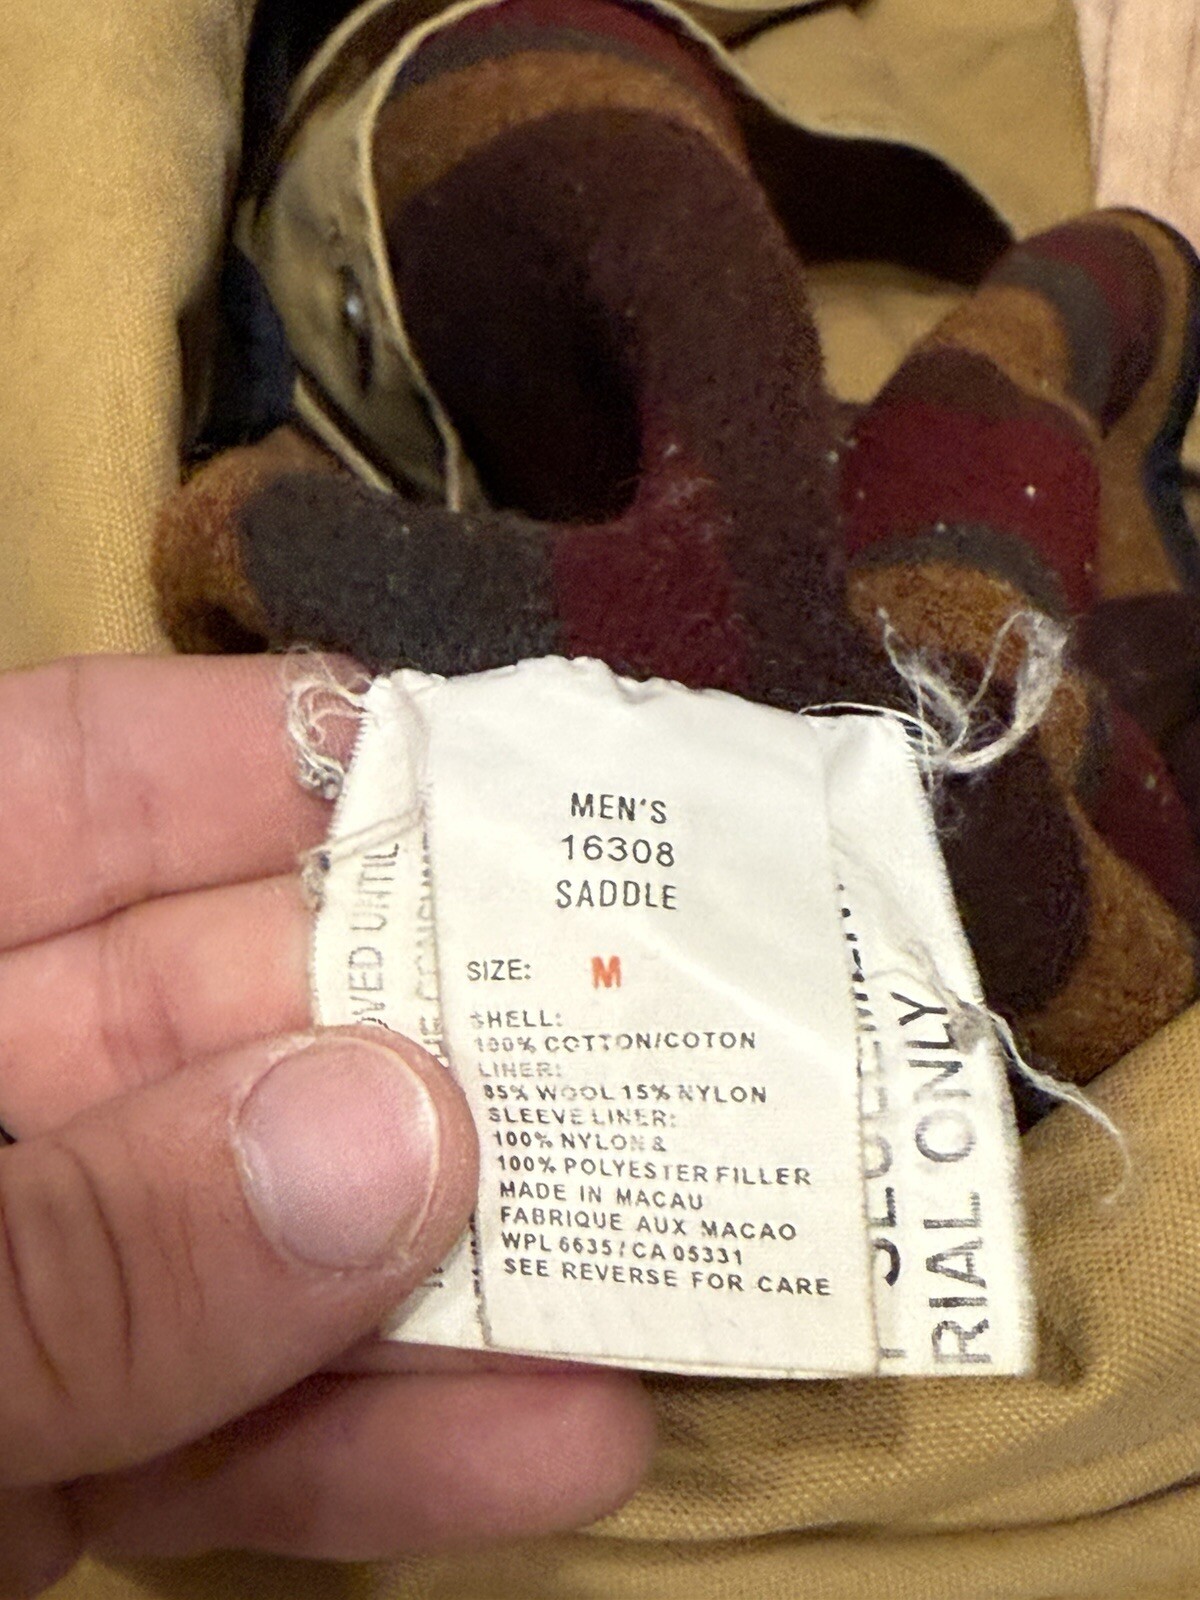 MEN'S
16308
SADDLE
SIZE: M
SHELL:
100% COTTON/COTON
LINER:
85% WOOL 15% NYLON
SLEEVE LINER:
100% NYLON &
100% POLYESTER FILLER
MADE IN MACAU
FABRIQUE AUX MACAO
WPL 6635/CA 05331
SEE REVERSE FOR CARE
OVED UNTIL
RIAL ONLY